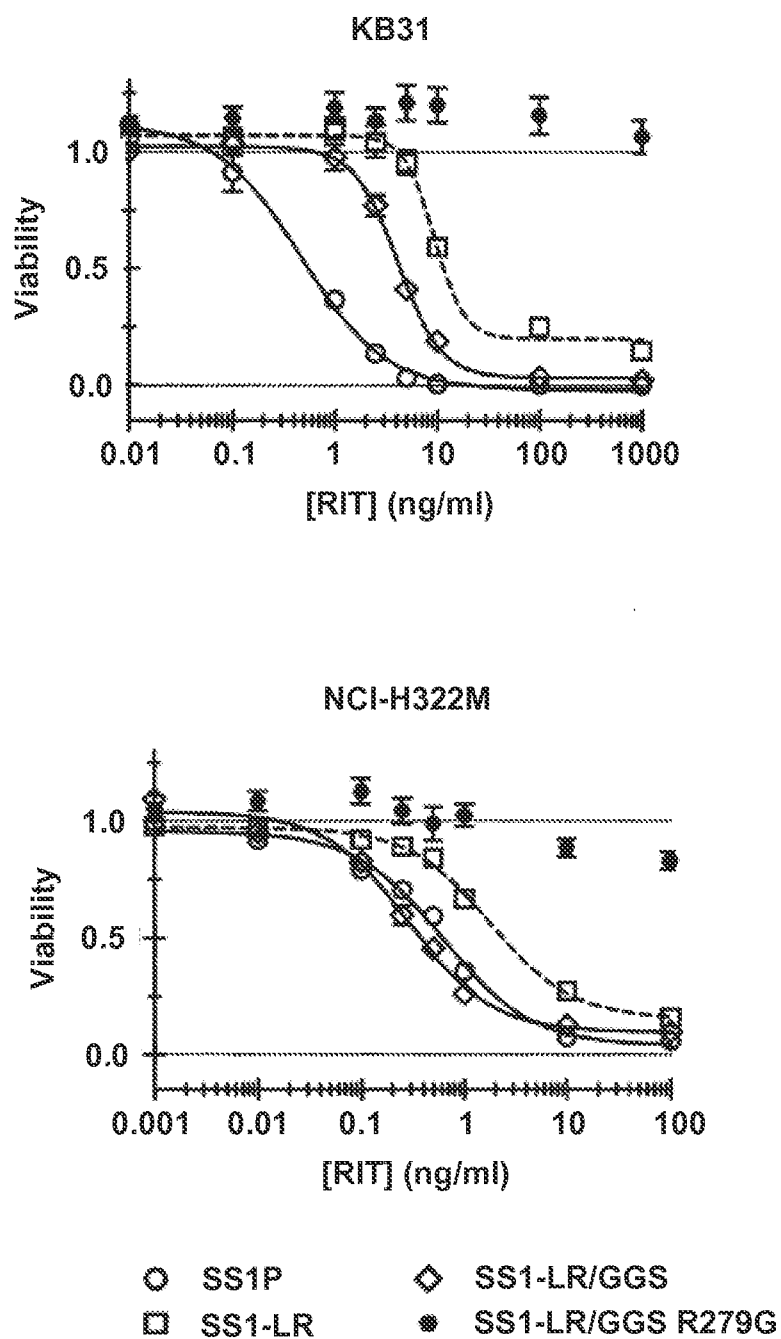 KB31
Viability
1.0
0.5
0.0
0.01 0.1 1 10 100 1000
[RIT] (ng/ml)
NCI-H322M
Viability
1.0
0.5
0.0
0.001 0.01 0.1 1 10 100
[RIT] (ng/ml)
SS1P SS1-LR/GGS
SS1-LR SS1-LR/GGS R279G